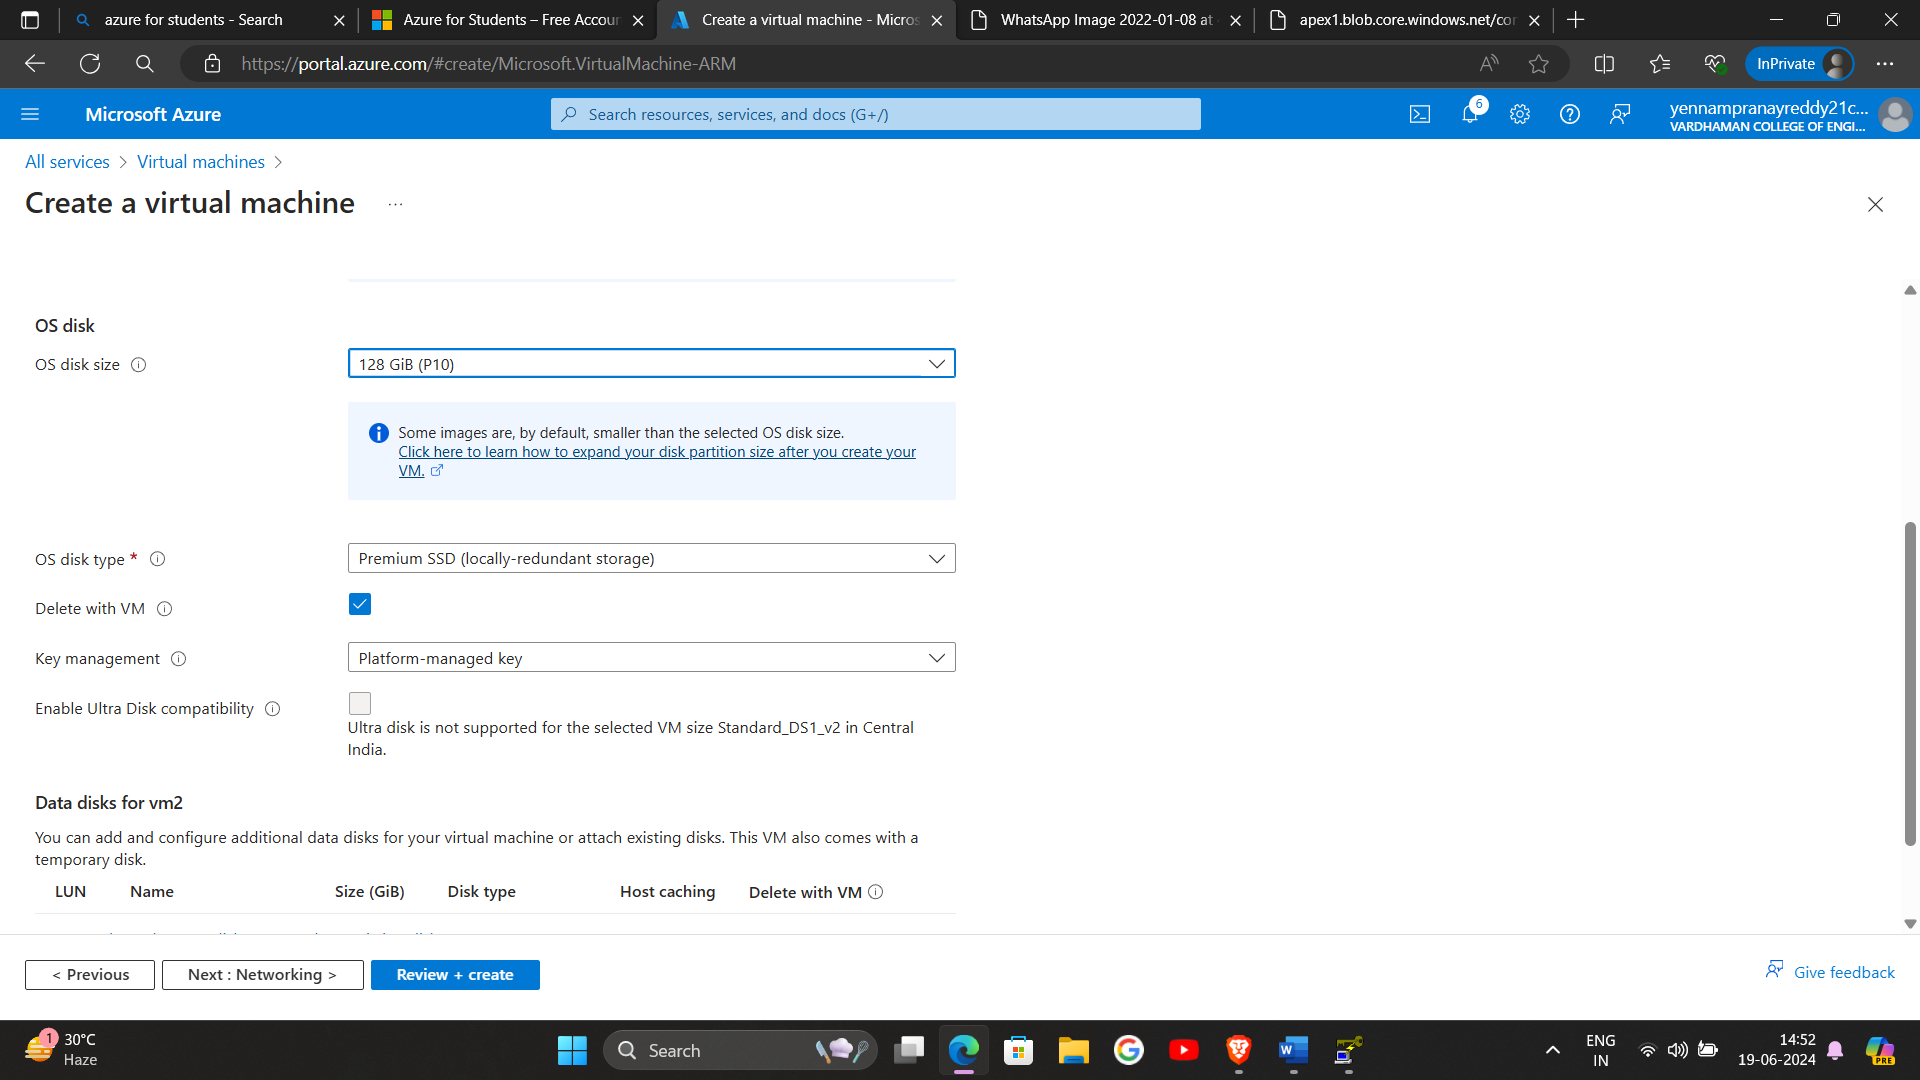 azure for students - Search
Azure for Students – Free Accoun
Create a virtual machine - Micros
WhatsApp Image 2022-01-08 at
apex1.blob.core.windows.net/con
https://portal.azure.com/#create/Microsoft.VirtualMachine-ARM
InPrivate
Microsoft Azure
Search resources, services, and docs (G+/)
6
yennampranayreddy21c...
VARDHAMAN COLLEGE OF ENGI...
All services > Virtual machines >
Create a virtual machine ...
OS disk
OS disk size
128 GiB (P10)
Some images are, by default, smaller than the selected OS disk size.
Click here to learn how to expand your disk partition size after you create your
VM.
OS disk type *
Premium SSD (locally-redundant storage)
Delete with VM
Key management
Platform-managed key
Enable Ultra Disk compatibility
Ultra disk is not supported for the selected VM size Standard_DS1_v2 in Central
India.
Data disks for vm2
You can add and configure additional data disks for your virtual machine or attach existing disks. This VM also comes with a
temporary disk.
LUN Name Size (GiB) Disk type Host caching Delete with VM
< Previous
Next : Networking >
Review + create
Give feedback
1
30°C
Haze
Search
ENG
IN
14:52
19-06-2024
PRE